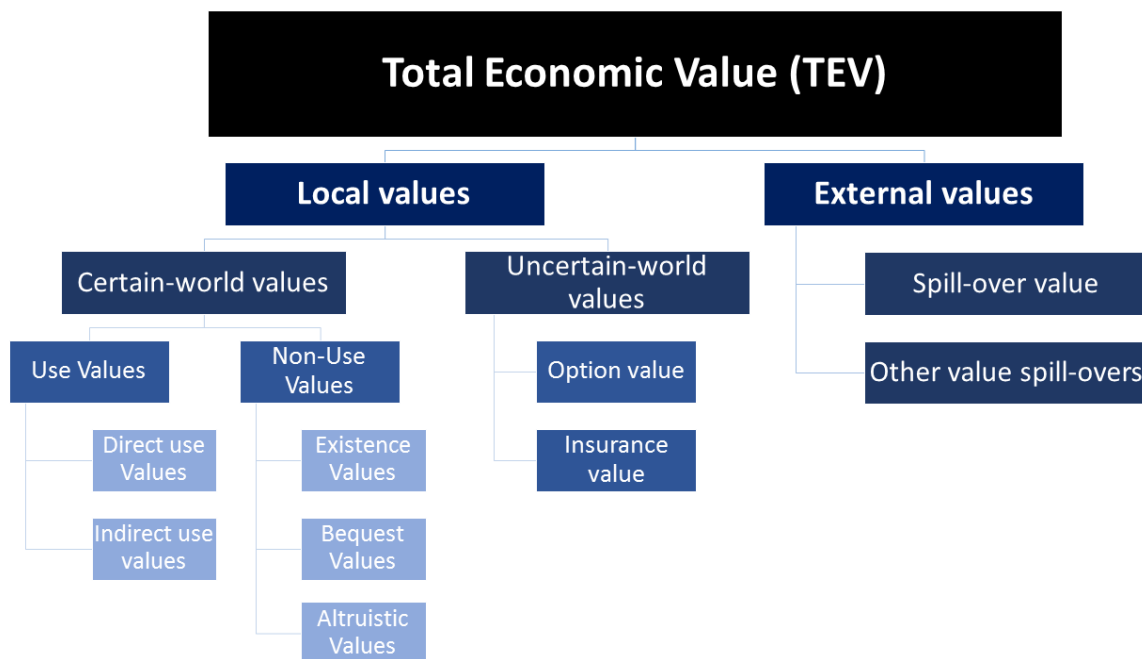 Total Economic Value (TEV)
Local values
External values
Certain-world values
Uncertain-world
values
Spill-over value
Other value spill-overs
Use Values
Non-Use
Values
Option value
Insurance
value
Direct use
Values
Indirect use
values
Existence
Values
Bequest
Values
Altruistic
Values